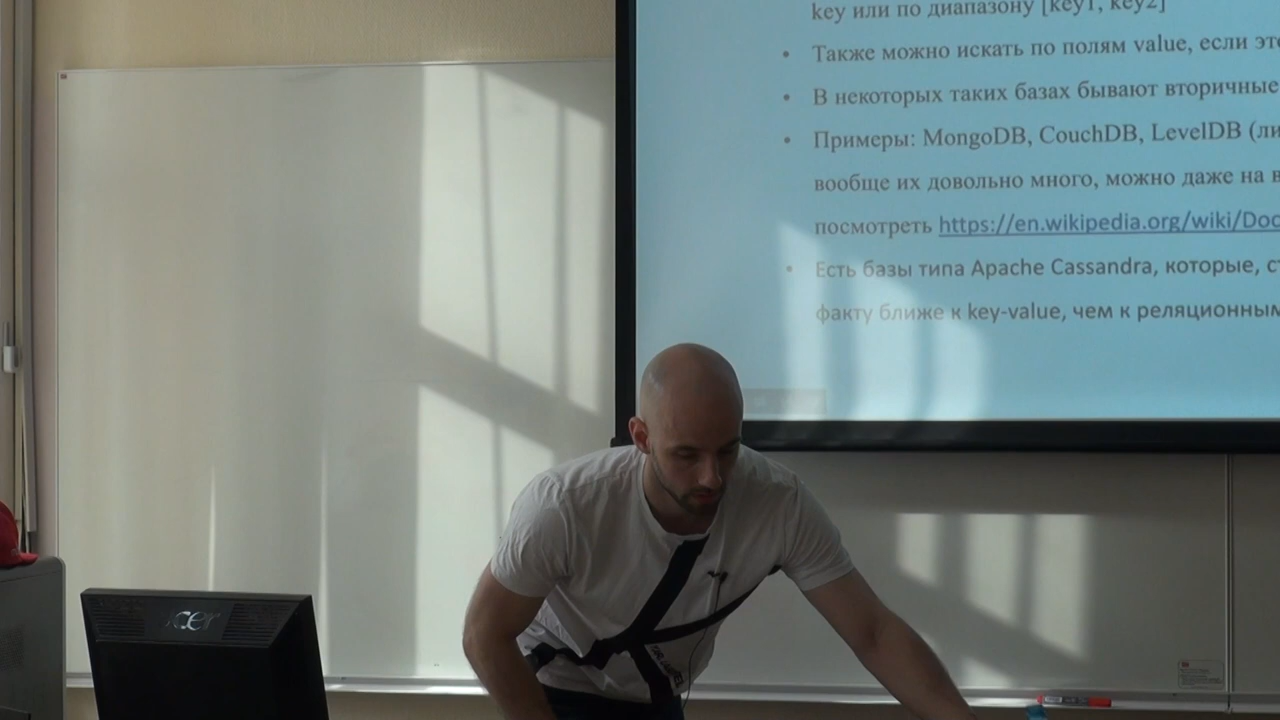 key или по диапазону [key1, key2]
• Также можно искать по полям value, если это
• В некоторых таких базах бывают вторичные
• Примеры: MongoDB, CouchDB, LevelDB (ли
вообще их довольно много, можно даже на в
посмотреть https://en.wikipedia.org/wiki/Doc
• Есть базы типа Apache Cassandra, которые, с
факту ближе к key-value, чем к реляционным
acer